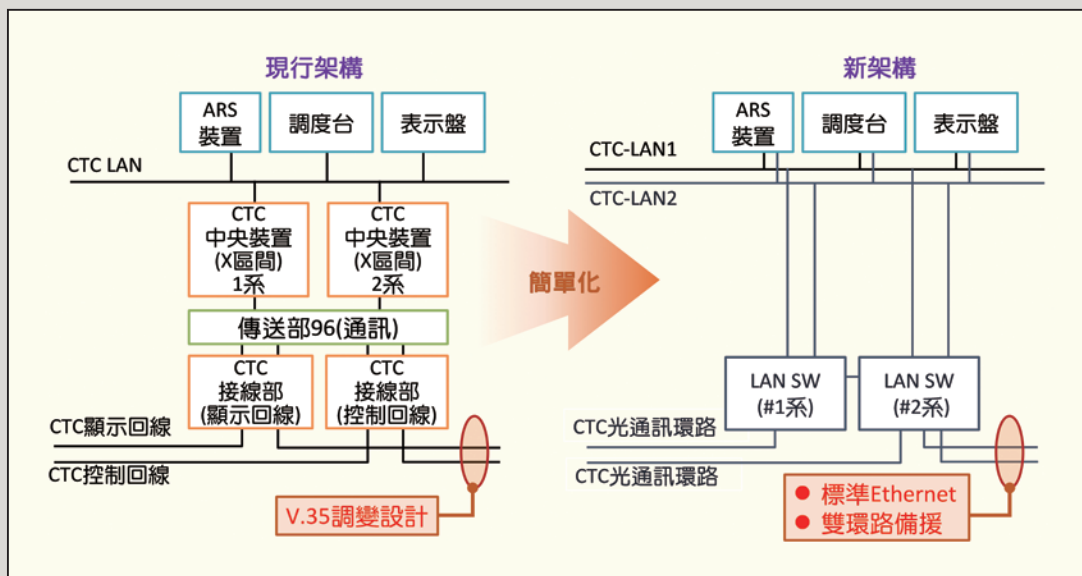 現行架構
ARS
裝置
調度台
表示盤
CTC LAN
CTC
中央裝置
(X區間)
1系
CTC
中央裝置
(X區間)
2系
傳送部96(通訊)
CTC
接線部
(顯示回線)
CTC
接線部
(控制回線)
CTC顯示回線
CTC控制回線
V.35調變設計
簡單化
新架構
ARS
裝置
調度台
表示盤
CTC-LAN1
CTC-LAN2
LAN SW
(#1系)
LAN SW
(#2系)
CTC光通訊環路
CTC光通訊環路
● 標準Ethernet
● 雙環路備援